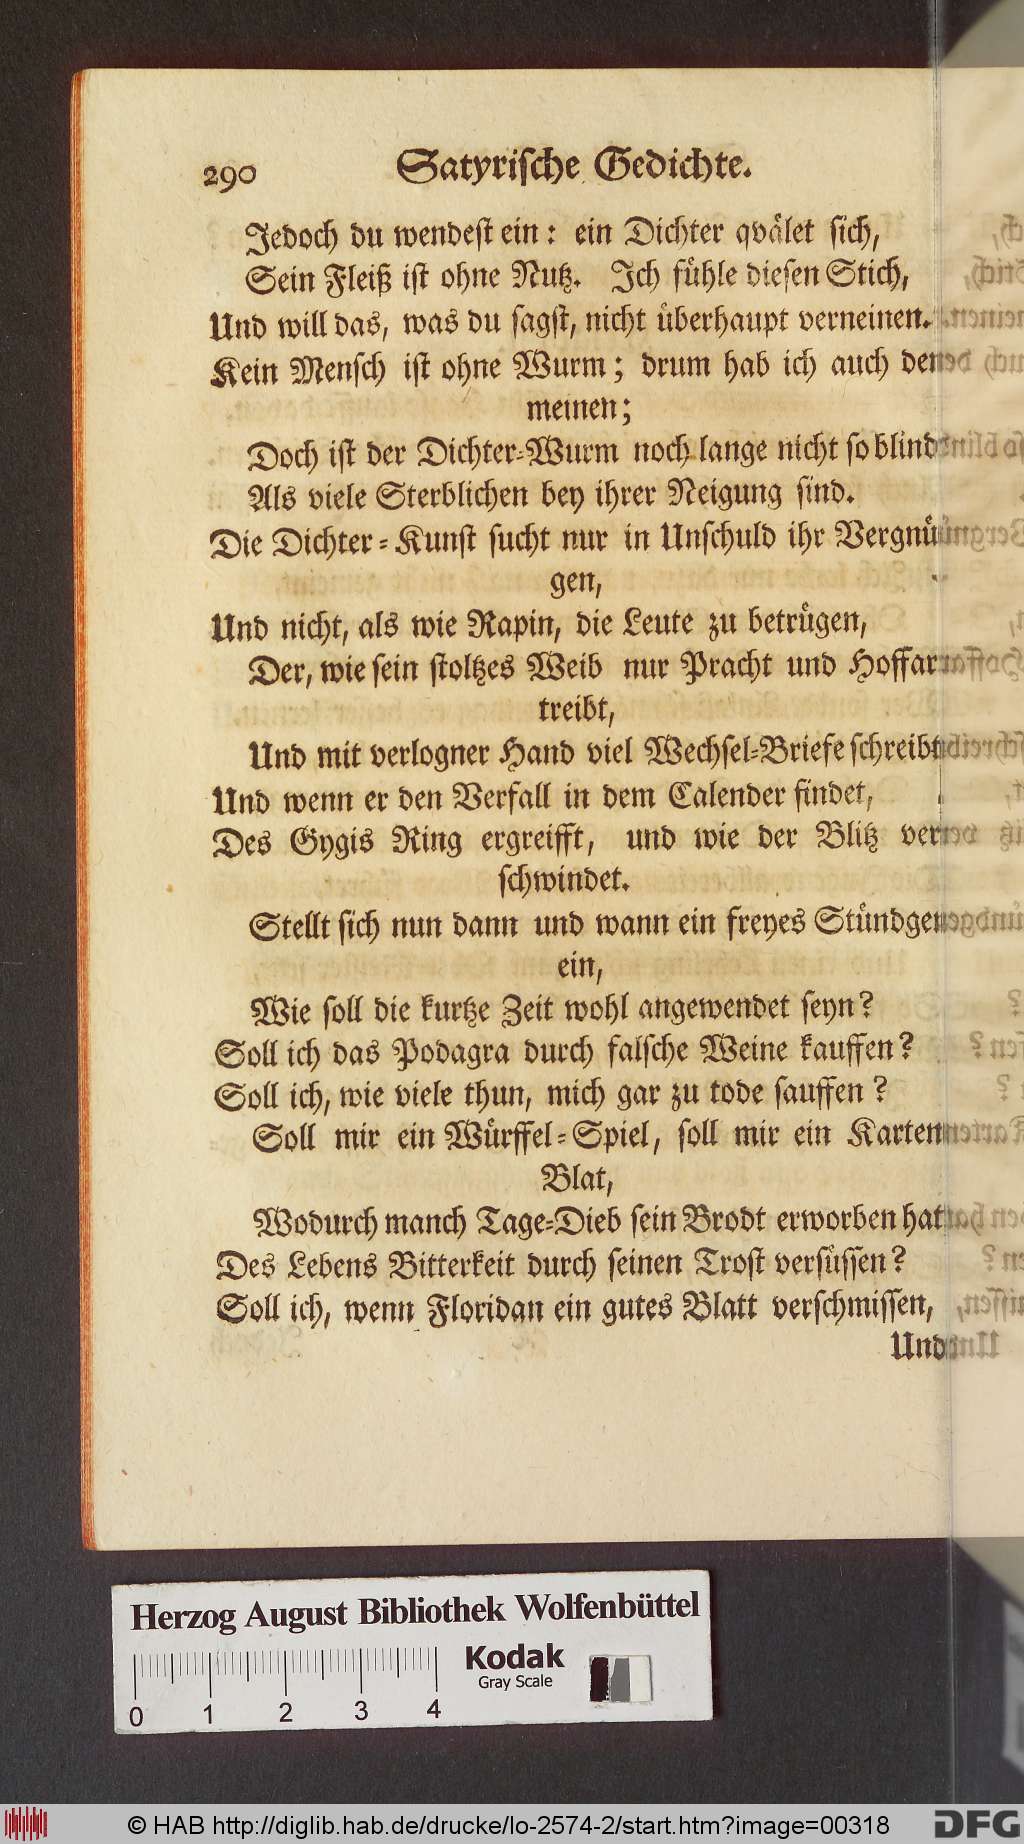 290 Satyrische Gedichte.
Jedoch du wendest ein: ein Dichter qvälet sich,
Sein Fleiß ist ohne Nutz. Ich fühle diesen Stich,
Und will das, was du sagst, nicht überhaupt verneinen.
Kein Mensch ist ohne Wurm; drum hab ich auch den
meinen;
Doch ist der Dichter-Wurm noch lange nicht so blind
Als viele Sterblichen bey ihrer Neigung sind.
Die Dichter-Kunst sucht nur in Unschuld ihr Vergnü
gen,
Und nicht, als wie Rapin, die Leute zu betrügen,
Der, wie sein stoltzes Weib nur Pracht und Hoffart
treibt,
Und mit verlogner Hand viel Wechsel-Briefe schreibt
Und wenn er den Verfall in dem Calender findet,
Des Gygis Ring ergreifft, und wie der Blitz ver
schwindet.
Stellt sich nun dann und wann ein freyes Stündgen
ein,
Wie soll die kurtze Zeit wohl angewendet seyn?
Soll ich das Podagra durch falsche Weine kauffen?
Soll ich, wie viele thun, mich gar zu tode sauffen?
Soll mir ein Würffel-Spiel, soll mir ein Karten
Blat,
Wodurch manch Tage-Dieb sein Brodt erworben hat
Des Lebens Bitterkeit durch seinen Trost versüssen?
Soll ich, wenn Floridan ein gutes Blatt verschmissen,
Und
Herzog August Bibliothek Wolfenbüttel
Kodak
Gray Scale
0 1 2 3 4
© HAB http://diglib.hab.de/drucke/lo-2574-2/start.htm?image=00318
DFG